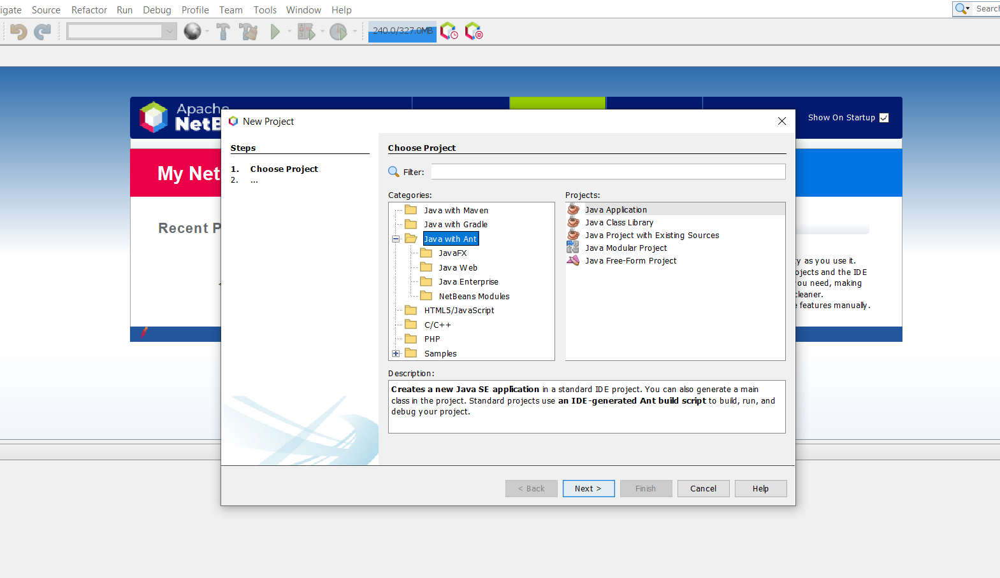 igate Source Refactor Run Debug Profile Team Tools Window Help
Search
240.0/327.0MB
Apache
NetB
Show On Startup
New Project
My Net
Recent P
Steps
1. Choose Project
2. ...
Choose Project
Filter:
Categories:
Java with Maven
Java with Gradle
Java with Ant
JavaFX
Java Web
Java Enterprise
NetBeans Modules
HTML5/JavaScript
C/C++
PHP
Samples
Projects:
Java Application
Java Class Library
Java Project with Existing Sources
Java Modular Project
Java Free-Form Project
Description:
Creates a new Java SE application in a standard IDE project. You can also generate a main
class in the project. Standard projects use an IDE-generated Ant build script to build, run, and
debug your project.
y as you use it.
ojects and the IDE
ou need, making
cleaner.
e features manually.
< Back Next > Finish Cancel Help